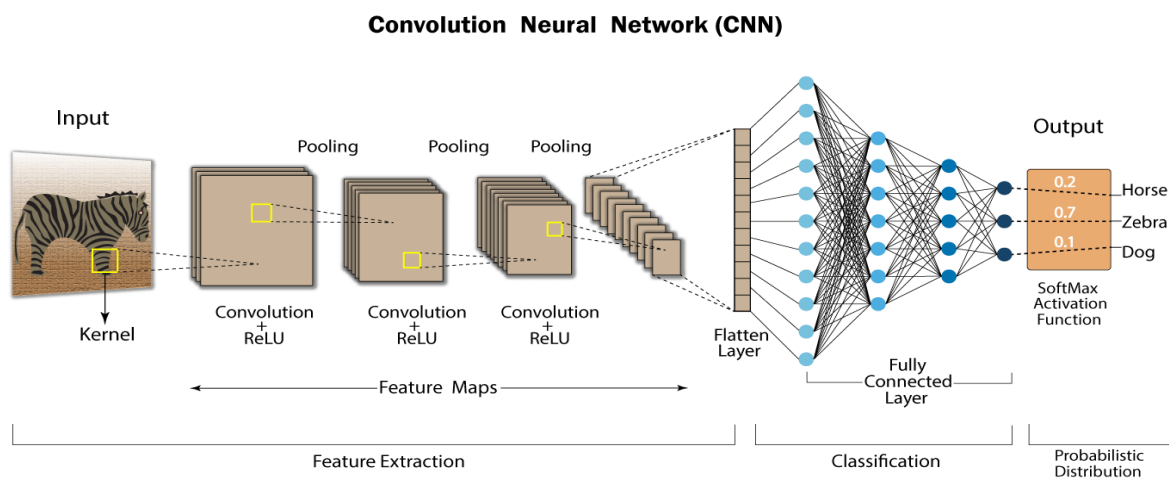 Convolution Neural Network (CNN)
Input
Pooling
Pooling
Pooling
Output
0.2
Horse
0.7
Zebra
0.1
Dog
SoftMax
Activation
Function
Kernel
Convolution
+
ReLU
Convolution
+
ReLU
Convolution
+
ReLU
Flatten
Layer
Fully
Connected
Layer
Feature Maps
Feature Extraction
Classification
Probabilistic
Distribution